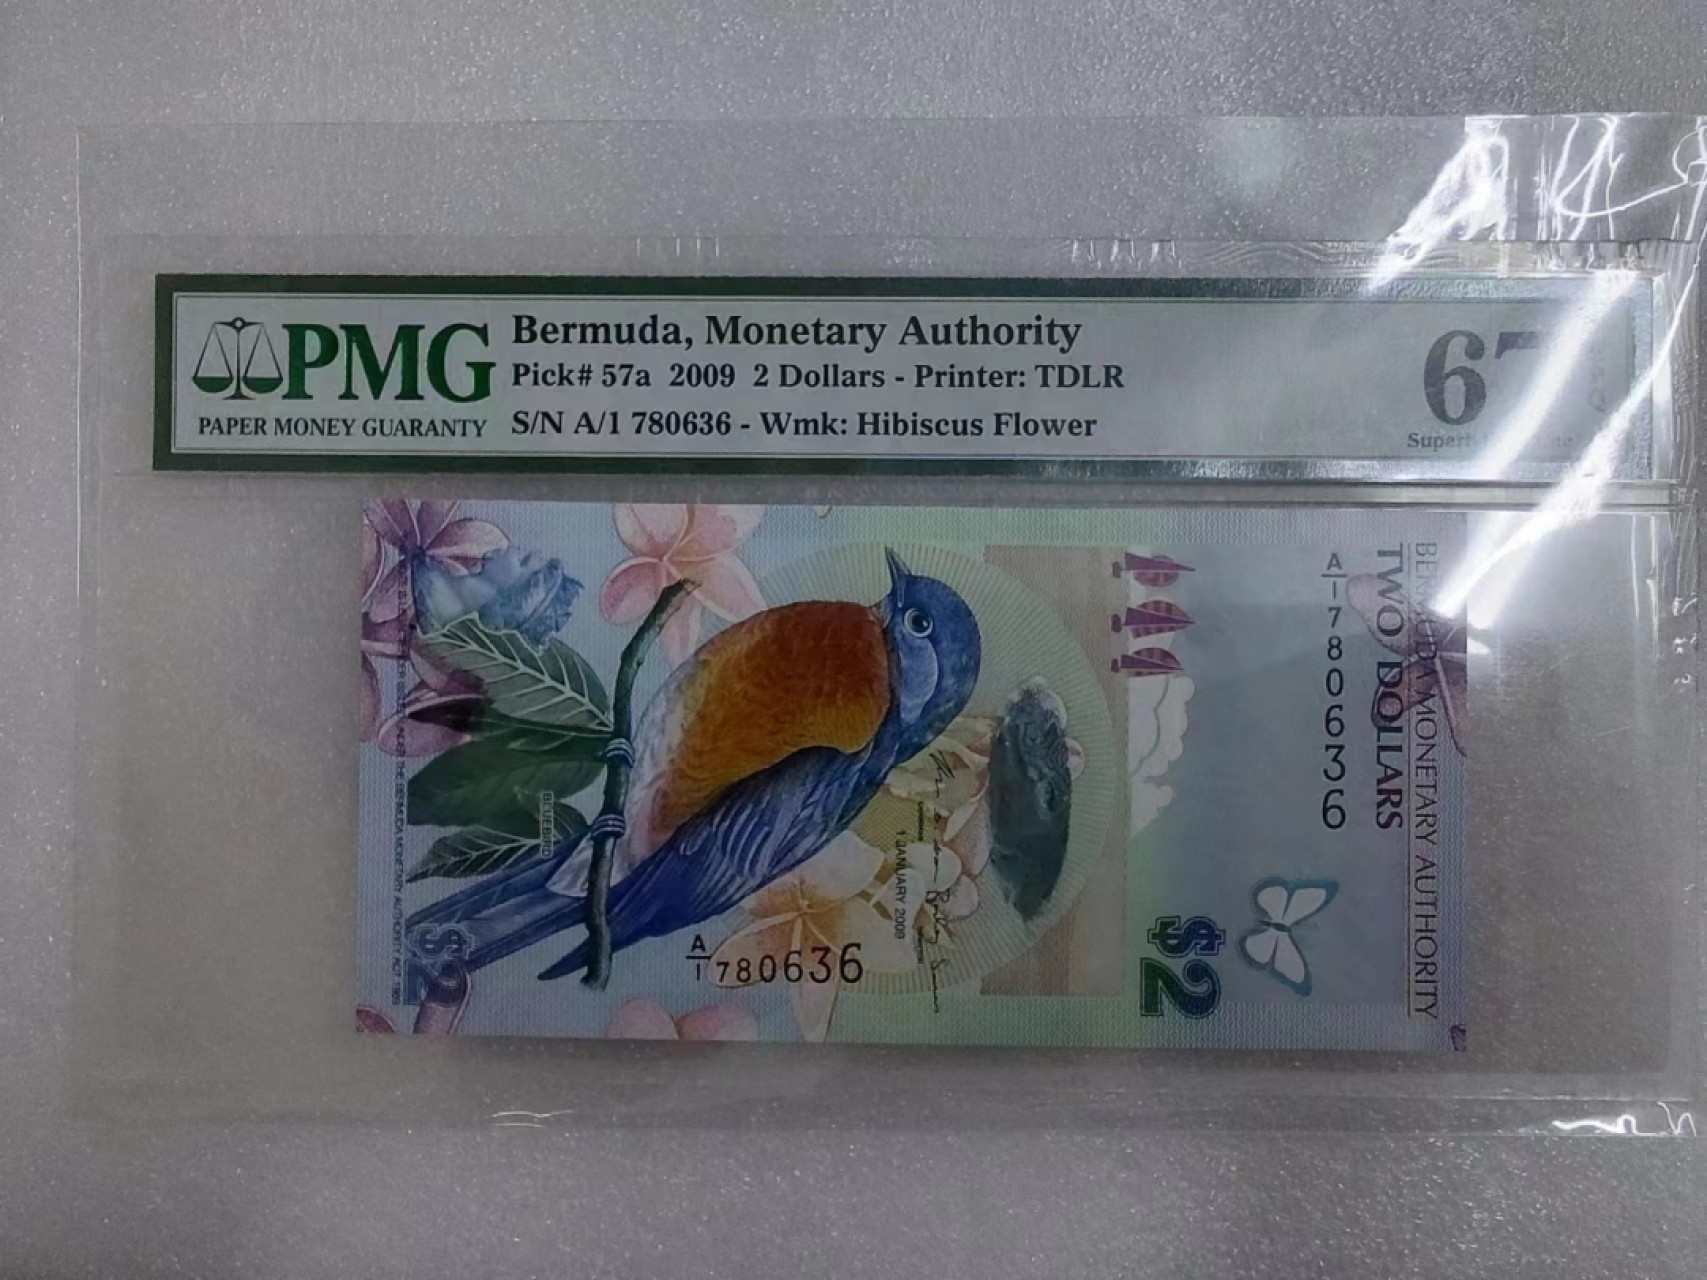 PMG
PAPER MONEY GUARANTY
Bermuda, Monetary Authority
Pick# 57a 2009 2 Dollars - Printer: TDLR
S/N A/1 780636 - Wmk: Hibiscus Flower
67
BLUEBIRD
$2
A/1 780636
1 JANUARY 2009
$2
A/1 780636
TWO DOLLARS
BERMUDA MONETARY AUTHORITY